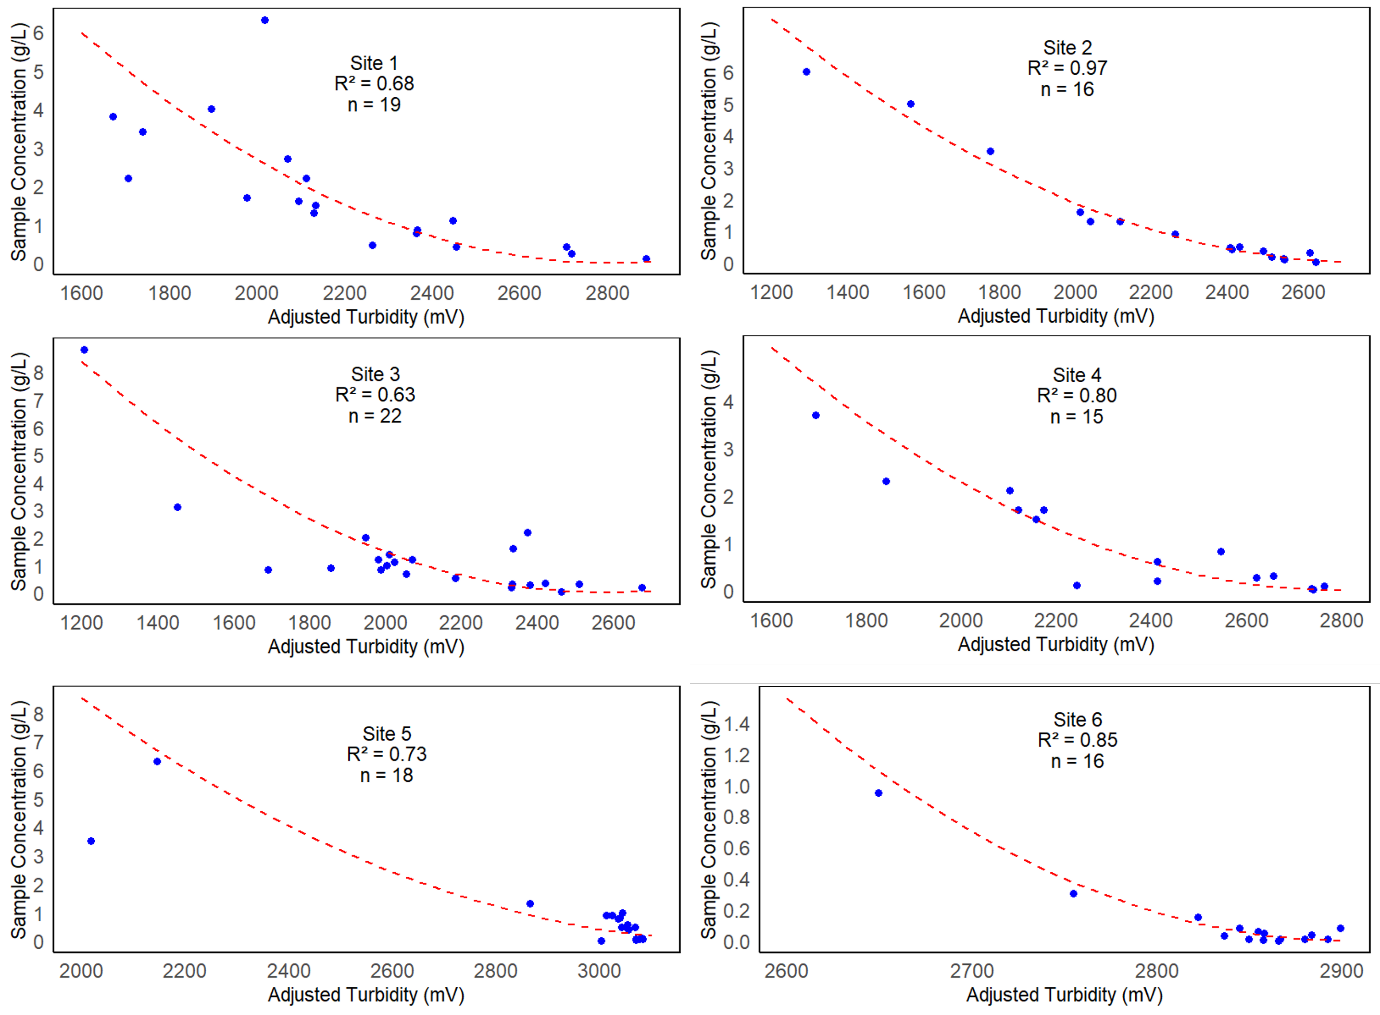 Sample Concentration (g/L)
6
5
4
3
2
1
0
Site 1
R² = 0.68
n = 19
1600 1800 2000 2200 2400 2600 2800
Adjusted Turbidity (mV)
Sample Concentration (g/L)
6
5
4
3
2
1
0
Site 2
R² = 0.97
n = 16
1200 1400 1600 1800 2000 2200 2400 2600
Adjusted Turbidity (mV)
Sample Concentration (g/L)
8
7
6
5
4
3
2
1
0
Site 3
R² = 0.63
n = 22
1200 1400 1600 1800 2000 2200 2400 2600
Adjusted Turbidity (mV)
Sample Concentration (g/L)
4
3
2
1
0
Site 4
R² = 0.80
n = 15
1600 1800 2000 2200 2400 2600 2800
Adjusted Turbidity (mV)
Sample Concentration (g/L)
8
7
6
5
4
3
2
1
0
Site 5
R² = 0.73
n = 18
2000 2200 2400 2600 2800 3000
Adjusted Turbidity (mV)
Sample Concentration (g/L)
1.4
1.2
1.0
0.8
0.6
0.4
0.2
0.0
Site 6
R² = 0.85
n = 16
2600 2700 2800 2900
Adjusted Turbidity (mV)